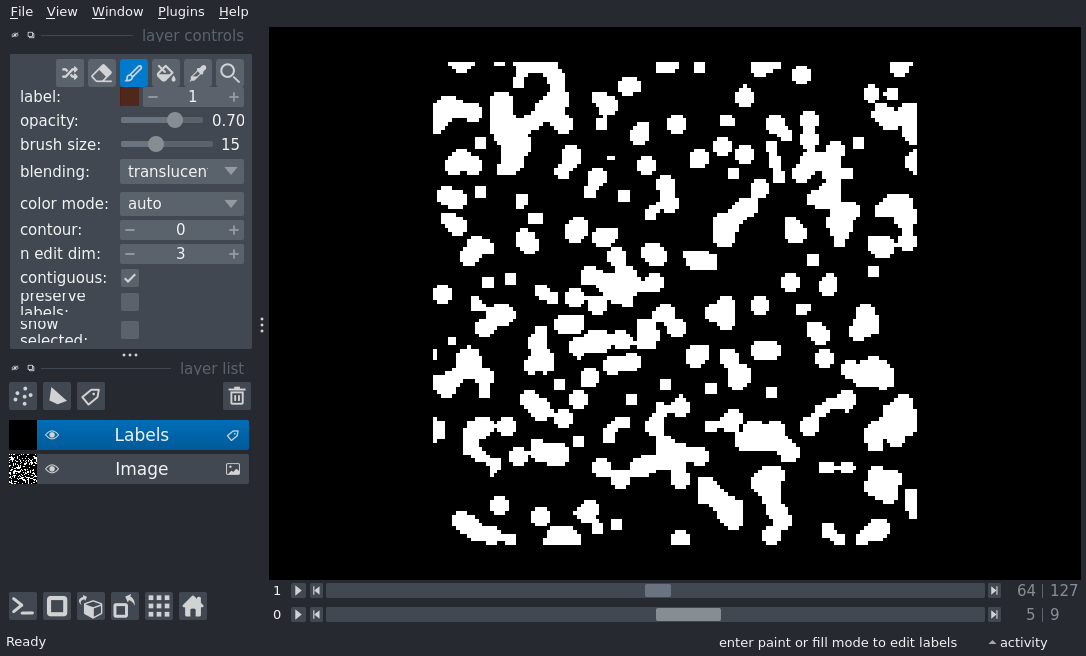 File View Window Plugins Help
layer controls
label: 1
opacity: 0.70
brush size: 15
blending: translucen
color mode: auto
contour: 0
n edit dim: 3
contiguous:
preserve
labels:
show
selected:
layer list
Labels
Image
1 64 127
0 5 9
Ready enter paint or fill mode to edit labels activity